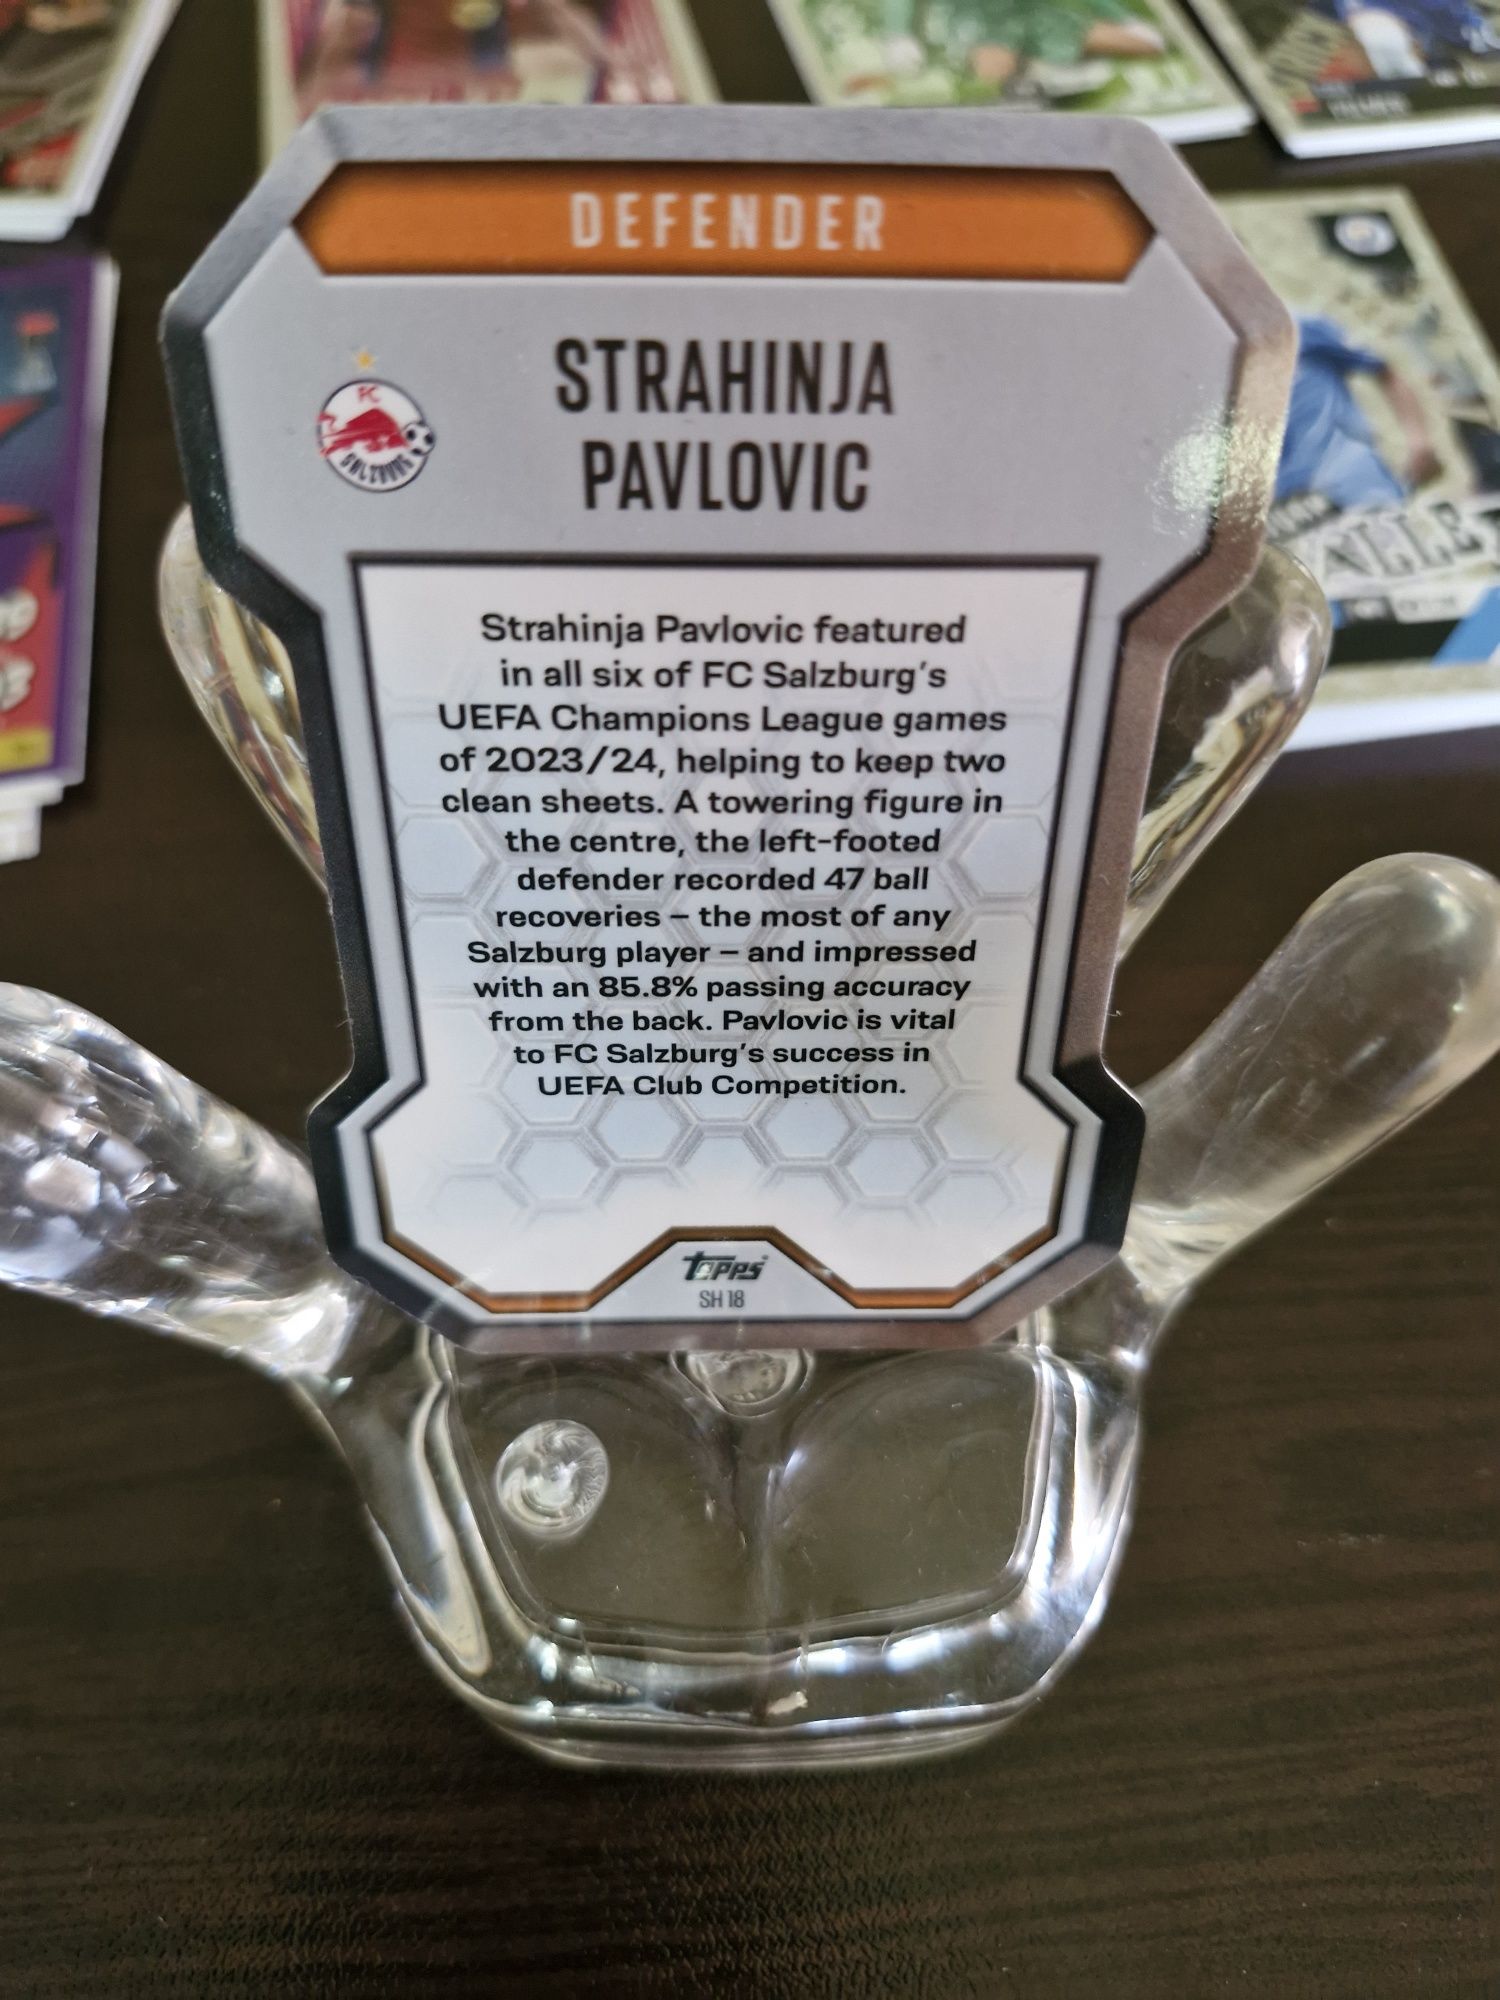 DEFENDER
FC
SALZBURG
STRAHINJA
PAVLOVIC
Strahinja Pavlovic featured
in all six of FC Salzburg's
UEFA Champions League games
of 2023/24, helping to keep two
clean sheets. A towering figure in
the centre, the left-footed
defender recorded 47 ball
recoveries – the most of any
Salzburg player – and impressed
with an 85.8% passing accuracy
from the back. Pavlovic is vital
to FC Salzburg's success in
UEFA Club Competition.
Topps
SH 18